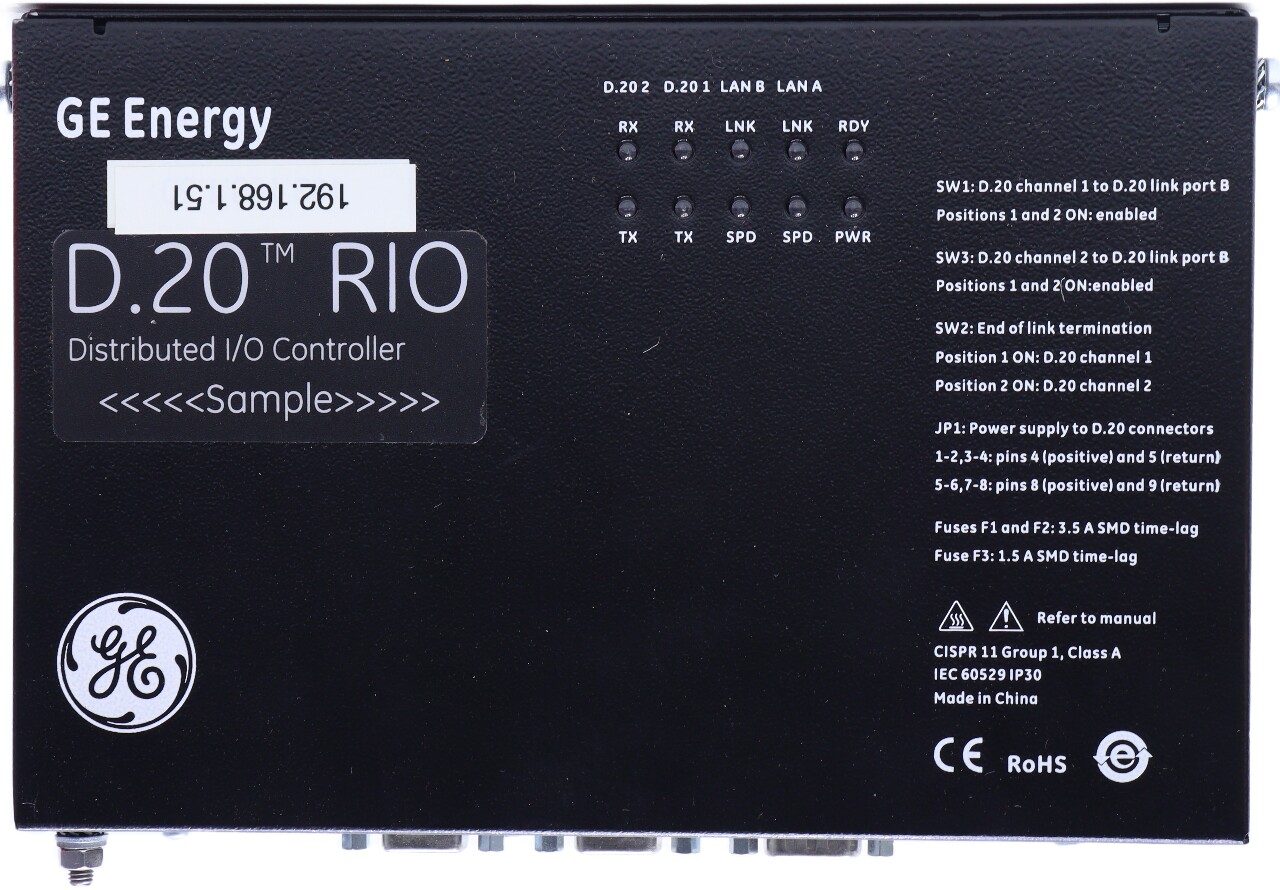 GE Energy
192.168.1.51
D.20™ RIO
Distributed I/O Controller
<<<<<Sample>>>>>
GE
D.20 2 D.20 1 LAN B LAN A
RX RX LNK LNK RDY
TX TX SPD SPD PWR
SW1: D.20 channel 1 to D.20 link port B
Positions 1 and 2 ON: enabled
SW3: D.20 channel 2 to D.20 link port B
Positions 1 and 2 ON:enabled
SW2: End of link termination
Position 1 ON: D.20 channel 1
Position 2 ON: D.20 channel 2
JP1: Power supply to D.20 connectors
1-2,3-4: pins 4 (positive) and 5 (return)
5-6,7-8: pins 8 (positive) and 9 (return)
Fuses F1 and F2: 3.5 A SMD time-lag
Fuse F3: 1.5 A SMD time-lag
Refer to manual
CISPR 11 Group 1, Class A
IEC 60529 IP30
Made in China
CE RoHS e